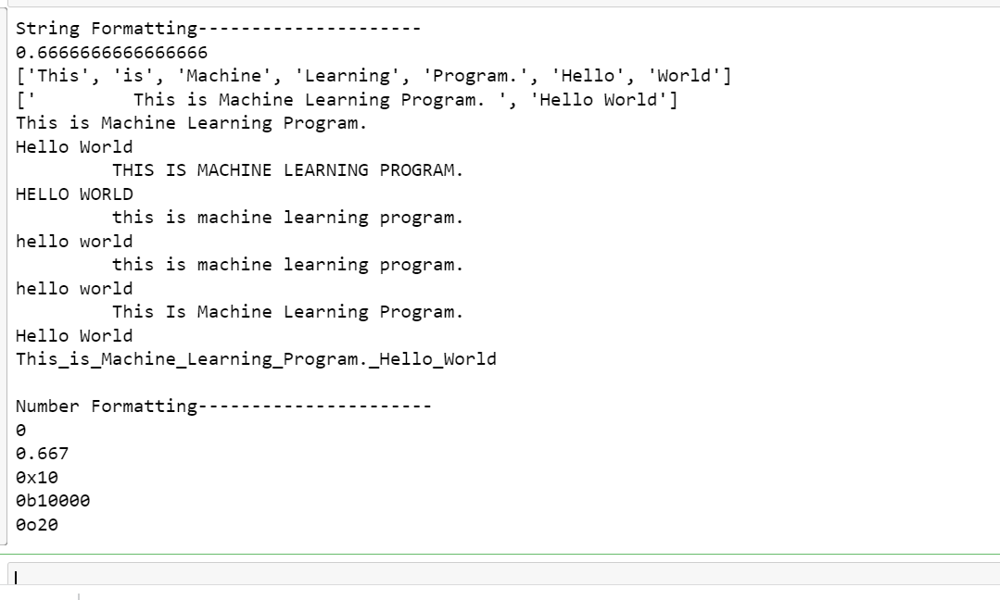 String Formatting---------------------
0.6666666666666666
['This', 'is', 'Machine', 'Learning', 'Program.', 'Hello', 'World']
['         This is Machine Learning Program. ', 'Hello World']
This is Machine Learning Program.
Hello World
         THIS IS MACHINE LEARNING PROGRAM.
HELLO WORLD
         this is machine learning program.
hello world
         this is machine learning program.
hello world
         This Is Machine Learning Program.
Hello World
This_is_Machine_Learning_Program._Hello_World

Number Formatting----------------------
0
0.667
0x10
0b10000
0o20